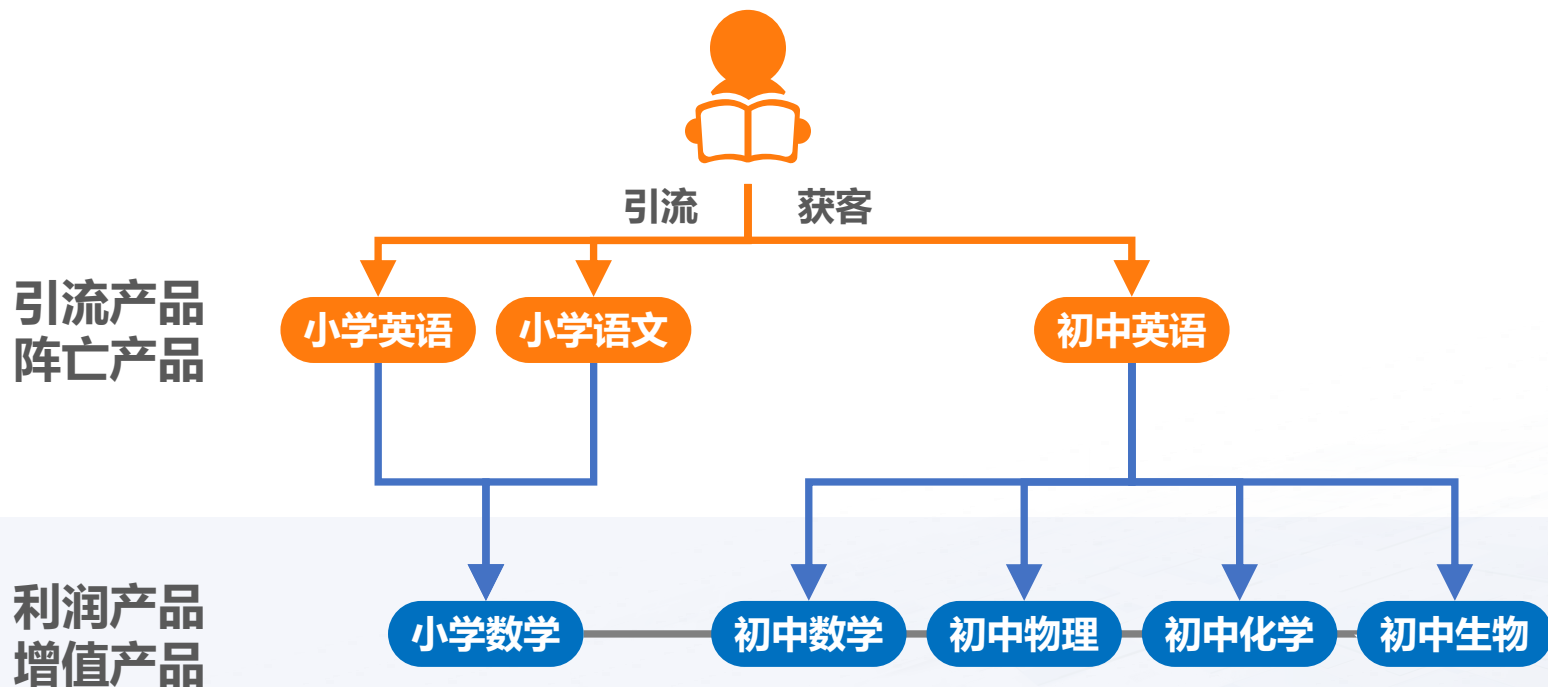 引流 获客
引流产品
阵亡产品
小学英语 小学语文 初中英语
利润产品
增值产品
小学数学 初中数学 初中物理 初中化学 初中生物